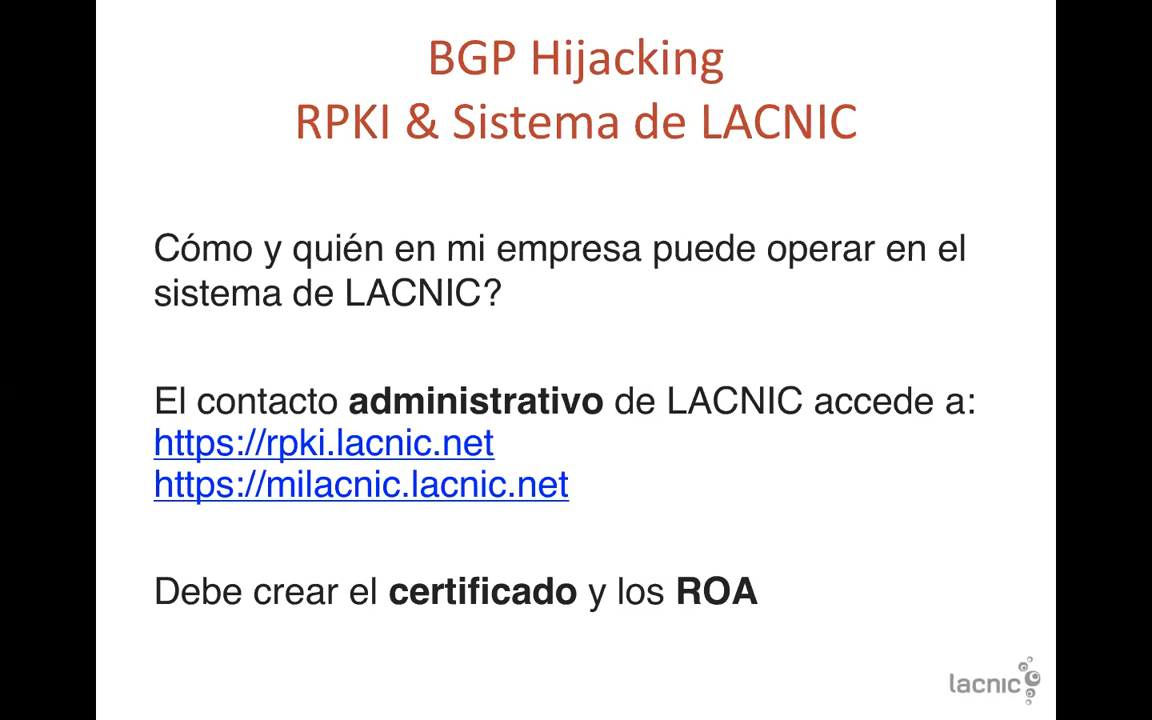 BGP Hijacking
RPKI & Sistema de LACNIC
Cómo y quién en mi empresa puede operar en el
sistema de LACNIC?
El contacto administrativo de LACNIC accede a:
https://rpki.lacnic.net
https://milacnic.lacnic.net
Debe crear el certificado y los ROA
lacnic